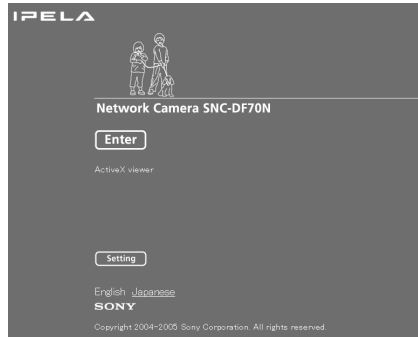 IPELA
Network Camera SNC-DF70N
Enter
ActiveX viewer
Setting
English Japanese
SONY
Copyright 2004-2005 Sony Corporation. All rights reserved.